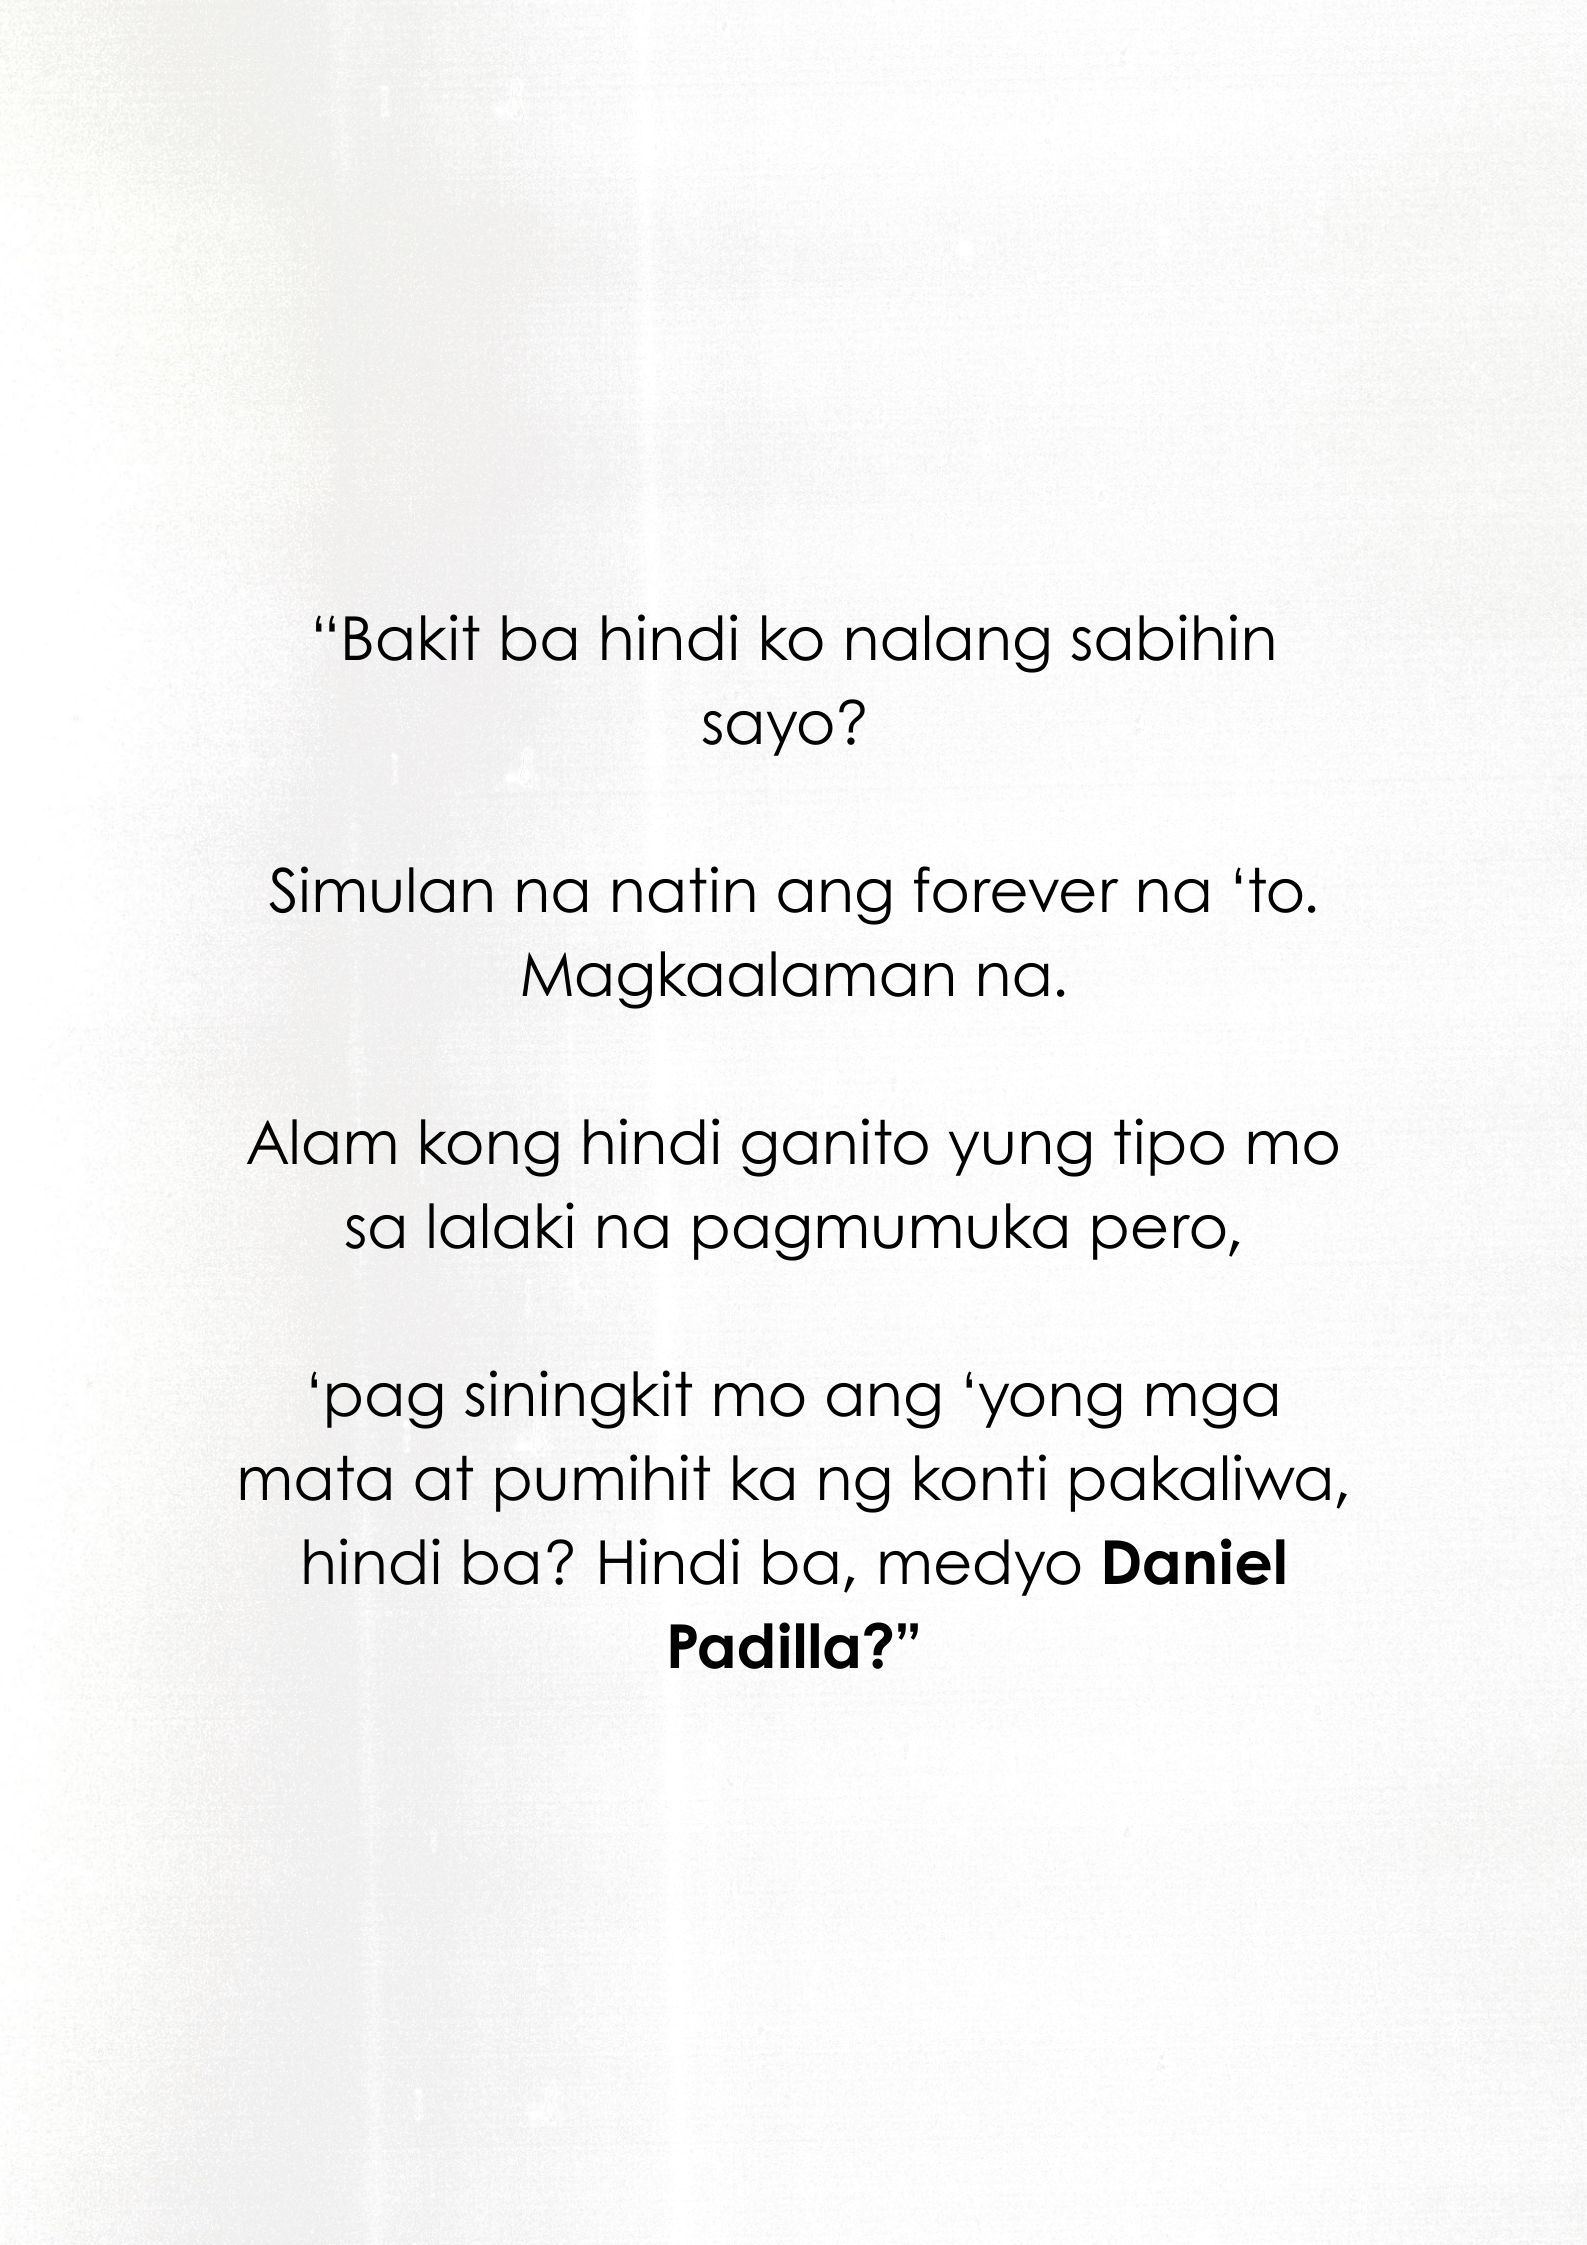 “Bakit ba hindi ko nalang sabihin
sayo?
Simulan na natin ang forever na ‘to.
Magkaalaman na.
Alam kong hindi ganito yung tipo mo
sa lalaki na pagmumuka pero,
‘pag siningkit mo ang ‘yong mga
mata at pumihit ka ng konti pakaliwa,
hindi ba? Hindi ba, medyo Daniel
Padilla?”